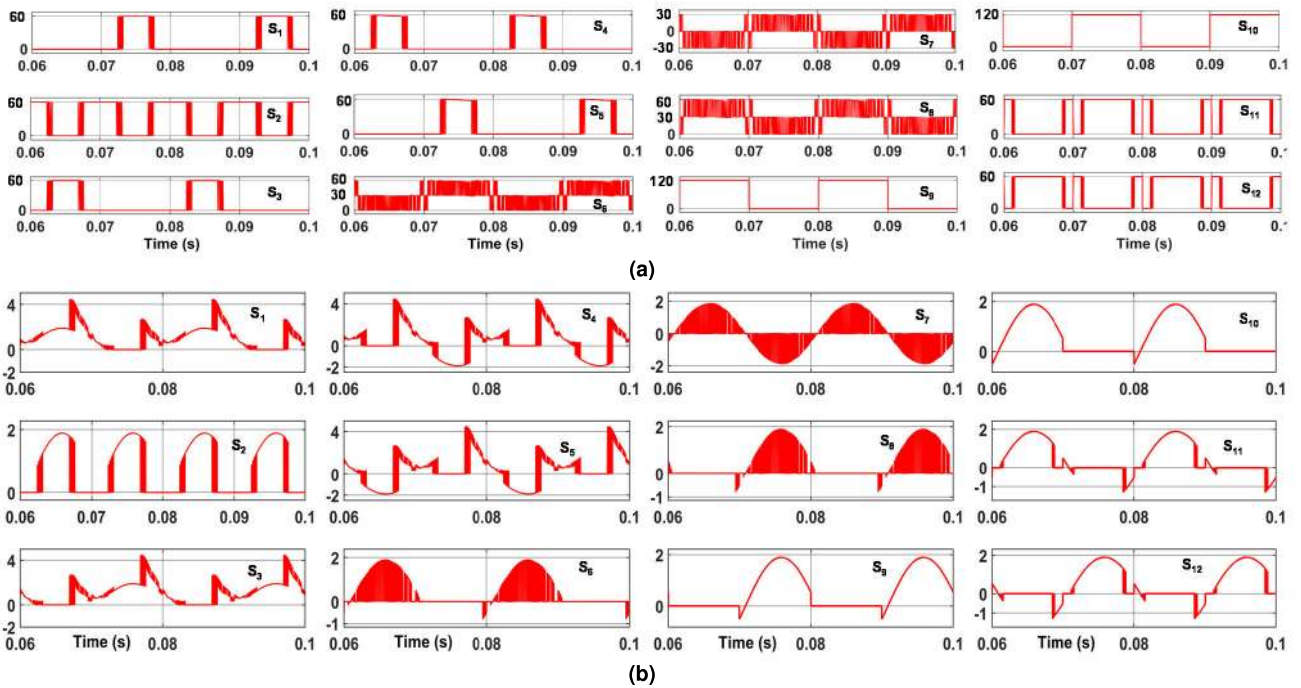 60 S1 60 S4 30 S7 120 S10
0 0 0 0
-30
0.06 0.07 0.08 0.09 0.1 0.06 0.07 0.08 0.09 0.1 0.06 0.07 0.08 0.09 0.1 0.06 0.07 0.08 0.09 0.1
60 S2 60 S5 60 S8 60 S11
30
0 0 0 0
0.06 0.07 0.08 0.09 0.1 0.06 0.07 0.08 0.09 0.1 0.06 0.07 0.08 0.09 0.1 0.06 0.07 0.08 0.09 0.1
60 S3 60 S6 120 S9 60 S12
30
0 0 0 0
0.06 0.07 0.08 0.09 0.1 0.06 0.07 0.08 0.09 0.1 0.06 0.07 0.08 0.09 0.1 0.06 0.07 0.08 0.09 0.1
Time (s) Time (s) Time (s) Time (s)
(a)
4 S1 4 S4 2 S7 2 S10
2
0 0 0 0
-2 -2 -2
0.06 0.08 0.1 0.06 0.08 0.1 0.06 0.08 0.1 0.06 0.08 0.1
2 S2 4 S5 2 S8 2 S11
2 1 1
0 0 0 0
-2 -1 -1
0.06 0.07 0.08 0.09 0.1 0.06 0.08 0.1 0.06 0.08 0.1 0.06 0.08 0.1
4 S3 2 S6 2 S9 2 S12
1 1
0 0 0 0
-1 -1
0.06 0.08 0.1 0.06 0.08 0.1 0.06 0.08 0.1 0.06 0.08 0.1
Time (s) Time (s) Time (s) Time (s)
(b)